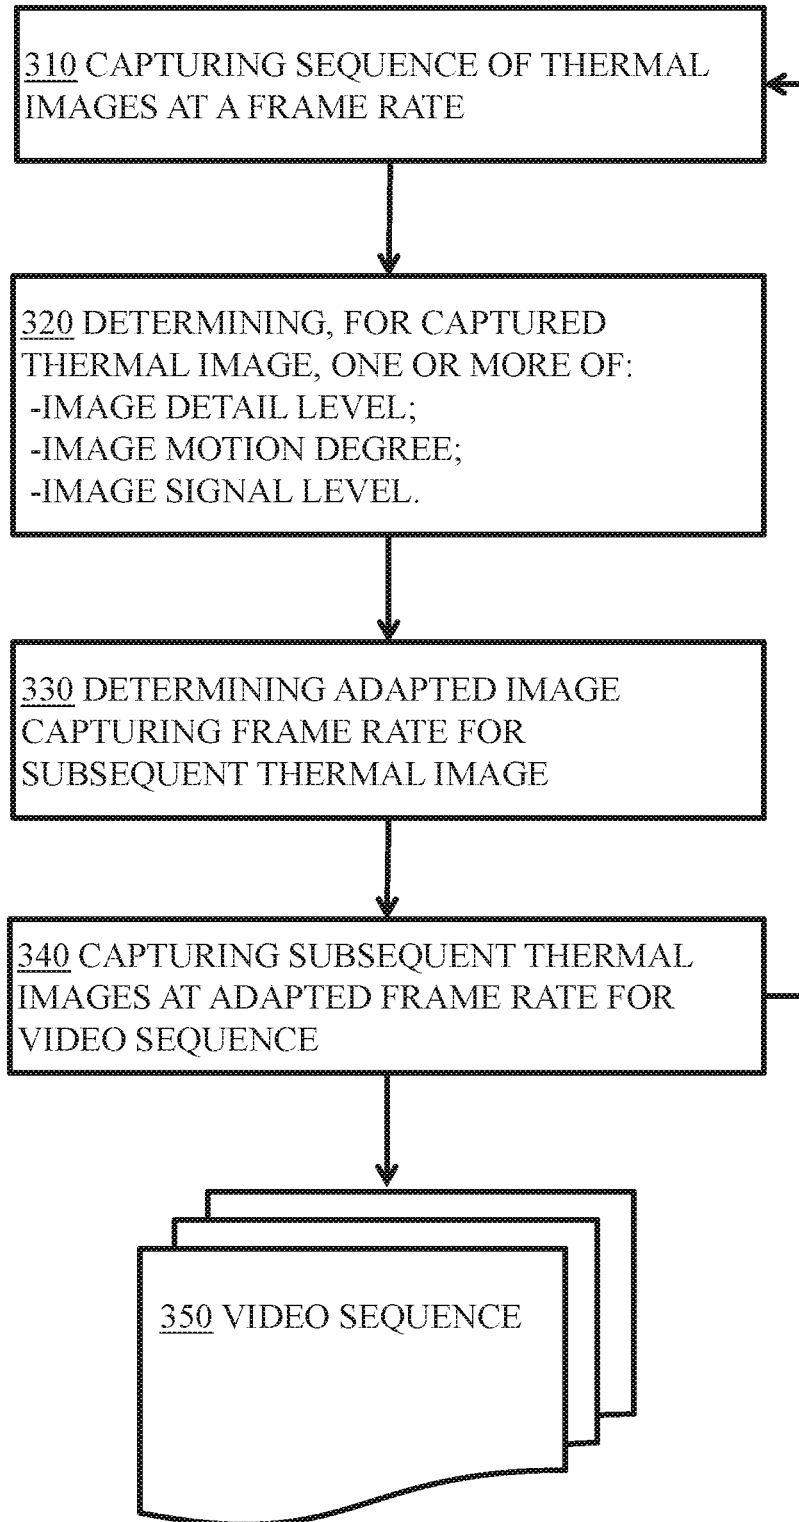 310 CAPTURING SEQUENCE OF THERMAL
IMAGES AT A FRAME RATE
320 DETERMINING, FOR CAPTURED
THERMAL IMAGE, ONE OR MORE OF:
-IMAGE DETAIL LEVEL;
-IMAGE MOTION DEGREE;
-IMAGE SIGNAL LEVEL.
330 DETERMINING ADAPTED IMAGE
CAPTURING FRAME RATE FOR
SUBSEQUENT THERMAL IMAGE
340 CAPTURING SUBSEQUENT THERMAL
IMAGES AT ADAPTED FRAME RATE FOR
VIDEO SEQUENCE
350 VIDEO SEQUENCE